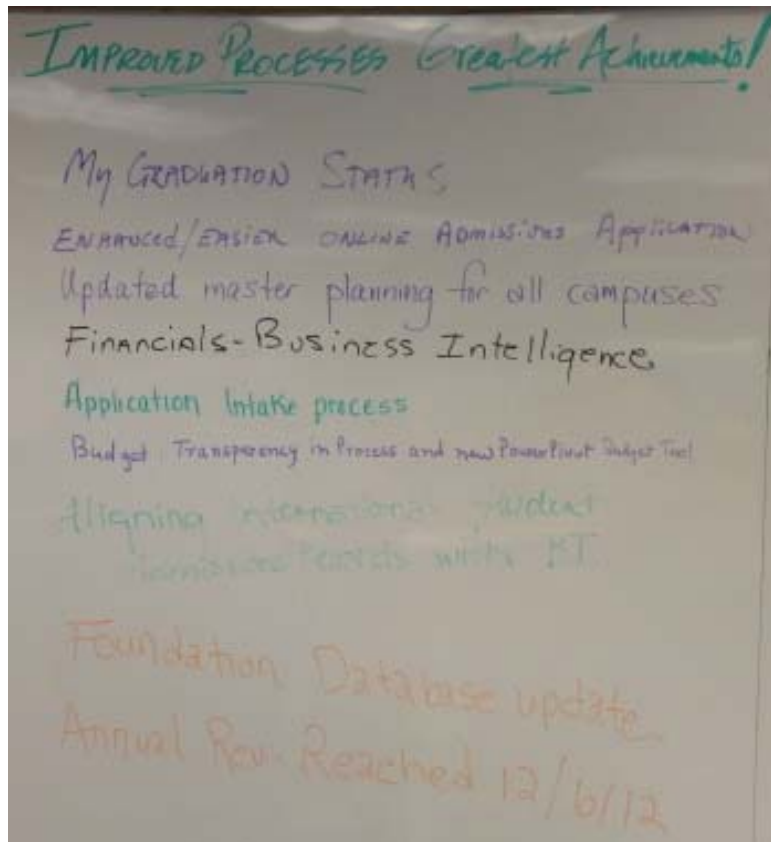 IMPROVED PROCESSES Greatest Achievements!
My GRADUATION STATUS
ENHANCED/EASIER ONLINE ADMISSIONS APPLICATION
Updated master planning for all campuses
Financials - Business Intelligence
Application Intake process
Budget Transparency in Process and new PowerPivot Budget Tool
Aligning international student
Admissions Records with
Foundation Database update
Annual Rev. Reached 12/6/12